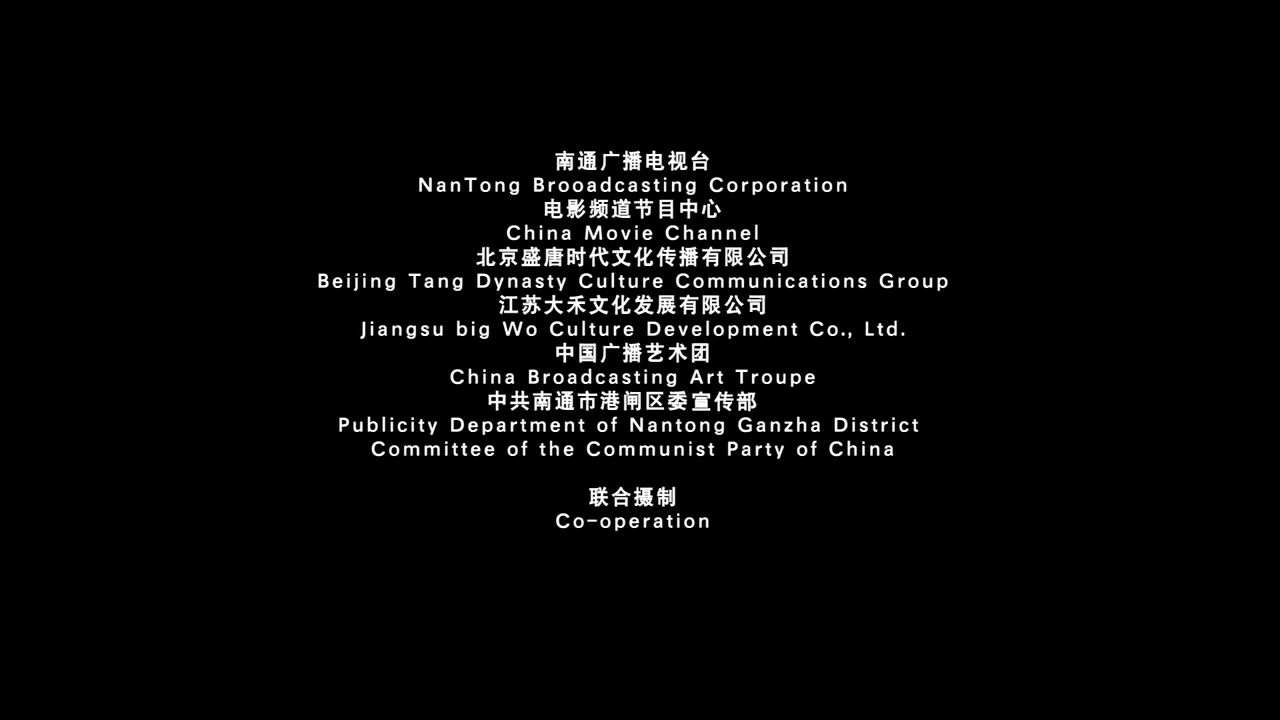 南通广播电视台
NanTong Brooadcasting Corporation
电影频道节目中心
China Movie Channel
北京盛唐时代文化传播有限公司
Beijing Tang Dynasty Culture Communications Group
江苏大禾文化发展有限公司
Jiangsu big Wo Culture Development Co., Ltd.
中国广播艺术团
China Broadcasting Art Troupe
中共南通市港闸区委宣传部
Publicity Department of Nantong Ganzha District
Committee of the Communist Party of China
联合摄制
Co-operation